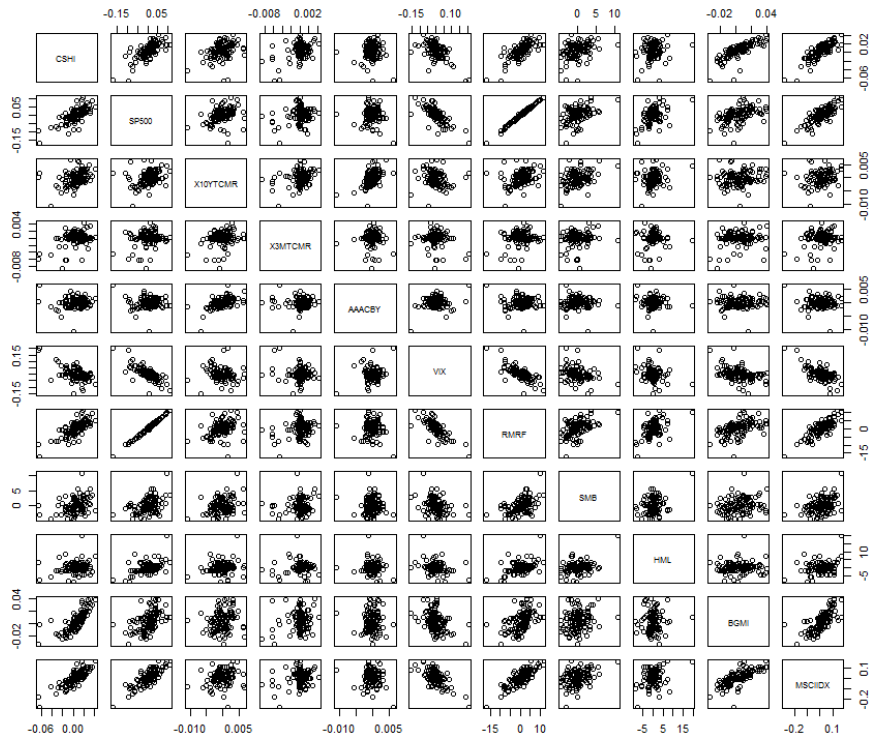 -0.15 0.05 -0.008 0.002 -0.15 0.10 0 5 10 -0.02 0.04
CSHI -0.06 0.02
-0.15 0.05 SP500
X10YTCMR -0.010 0.005
-0.008 0.004 X3MTCMR
AAACBY -0.010 0.005
-0.15 0.15 VIX
RMRF -15 0
0 5 SMB
HML -5 10
-0.02 0.04 BGMI
MSCIIDX -0.2 0.1
-0.06 0.00 -0.010 0.005 -0.010 0.005 -15 0 5 10 -5 5 15 -0.2 0.1